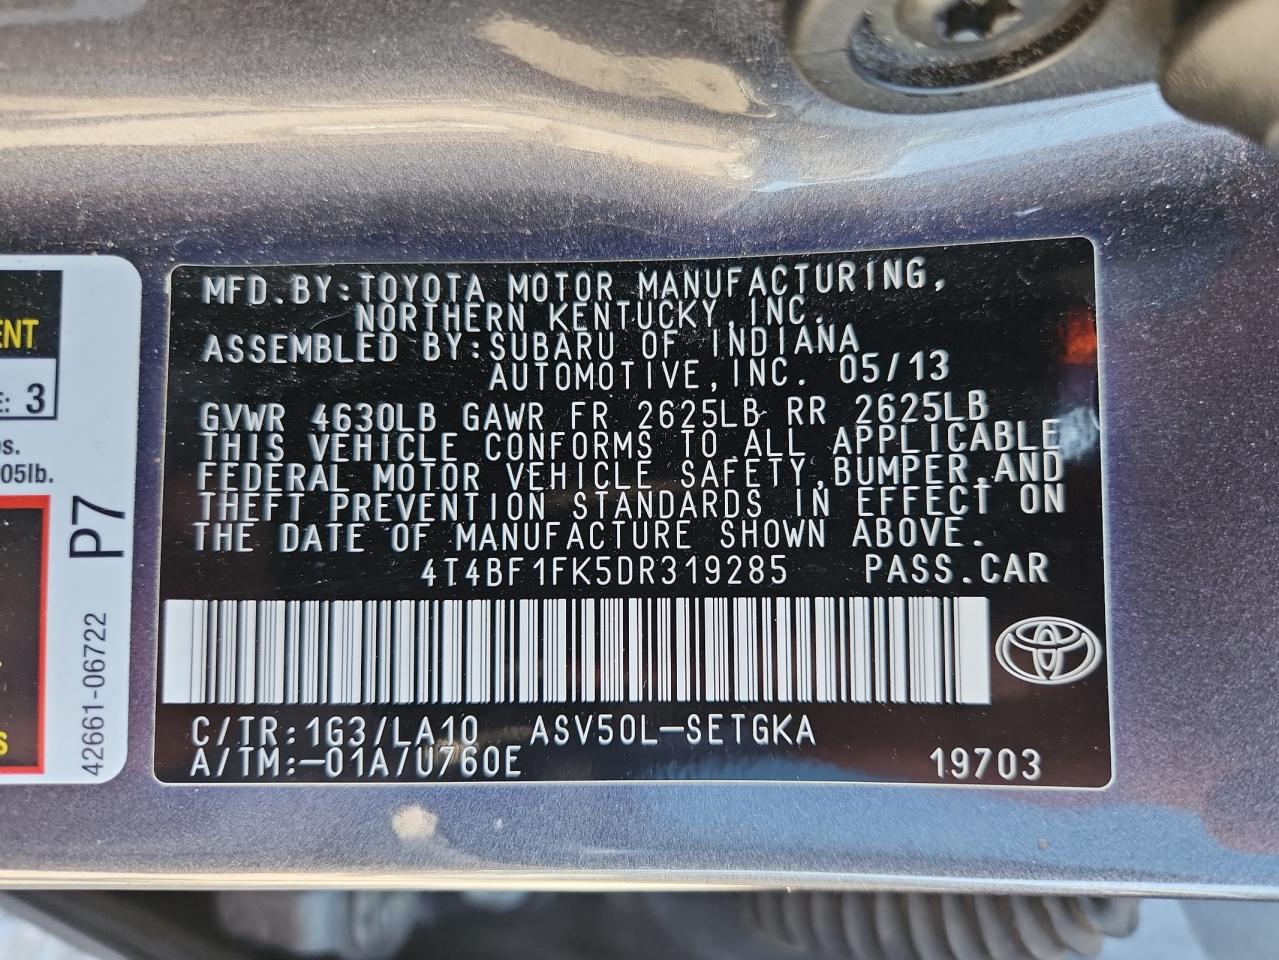 ENT
E: 3
os.
05lb.
S
P7
42661-06722
MFD.BY:TOYOTA MOTOR MANUFACTURING,
NORTHERN KENTUCKY,INC.
ASSEMBLED BY:SUBARU OF INDIANA
AUTOMOTIVE,INC. 05/13
GVWR 4630LB GAWR FR 2625LB RR 2625LB
THIS VEHICLE CONFORMS TO ALL APPLICABLE
FEDERAL MOTOR VEHICLE SAFETY,BUMPER,AND
THEFT PREVENTION STANDARDS IN EFFECT ON
THE DATE OF MANUFACTURE SHOWN ABOVE.
4T4BF1FK5DR319285 PASS.CAR
C/TR:1G3/LA10 ASV50L-SETGKA
A/TM:-01A/U760E 19703